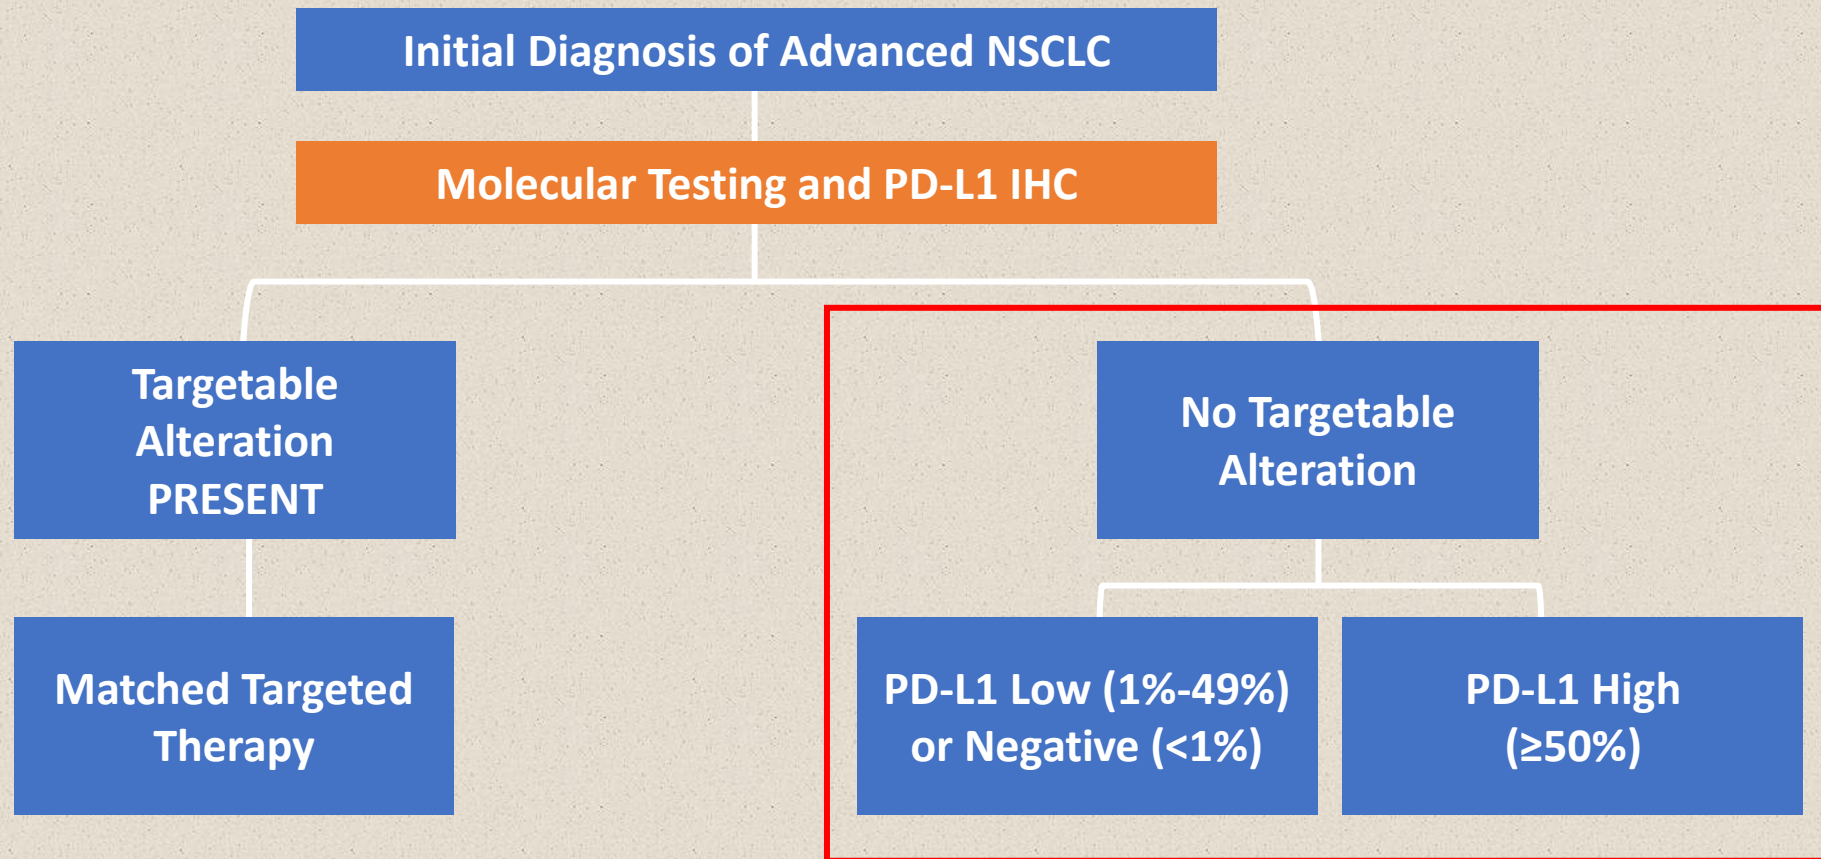 Initial Diagnosis of Advanced NSCLC
Molecular Testing and PD-L1 IHC
Targetable
Alteration
PRESENT
No Targetable
Alteration
Matched Targeted
Therapy
PD-L1 Low (1%-49%)
or Negative (<1%)
PD-L1 High
(≥50%)